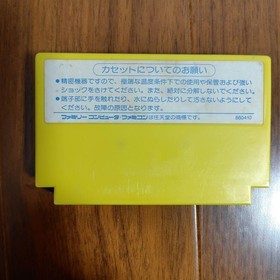 カセットについてのお願い
●精密機器ですので、極端な温度条件下での使用や保管および強い
ショックをさけてください。また、絶対に分解しないでください。
●端子部に手を触れたり、水にぬらしたりして汚さないようにして
ください。故障の原因となります。
ファミリーコンピュータ・ファミコンは任天堂の商標です。
890410